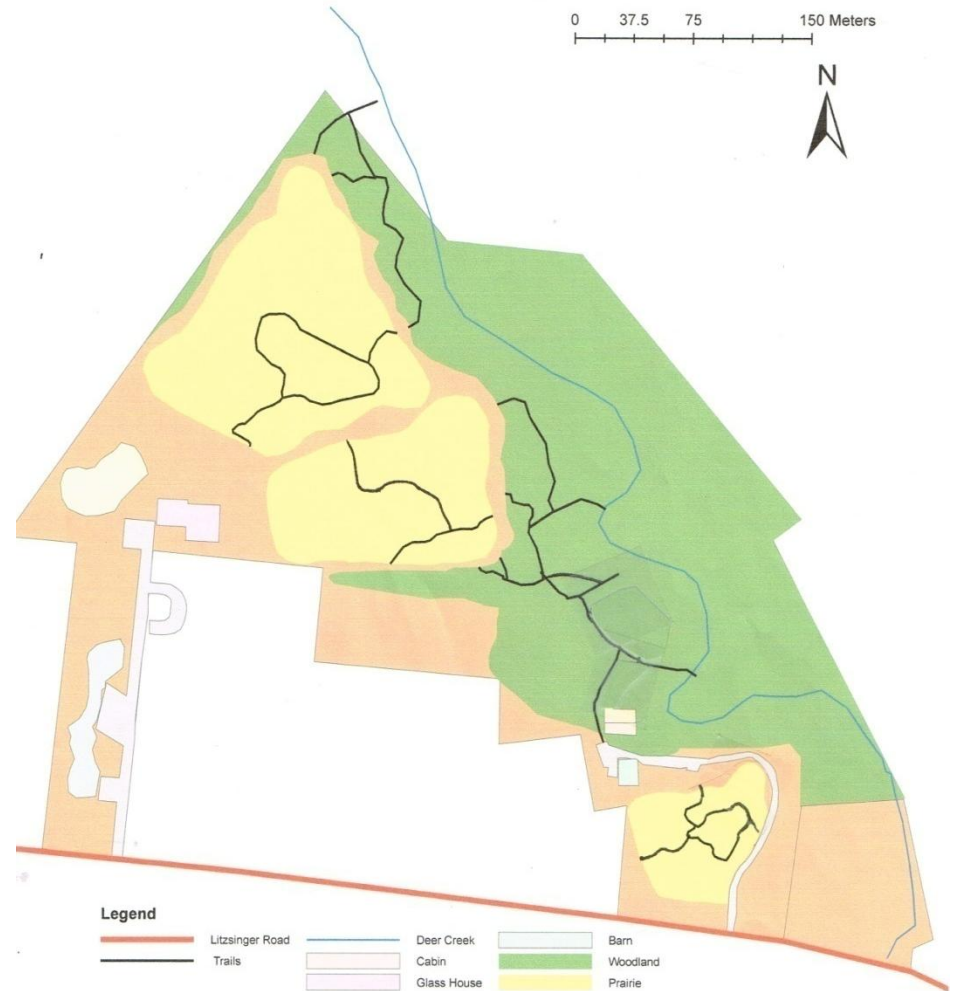 0 37.5 75 150 Meters
N
Legend
Litzsinger Road Deer Creek Barn
Trails Cabin Woodland
Glass House Prairie